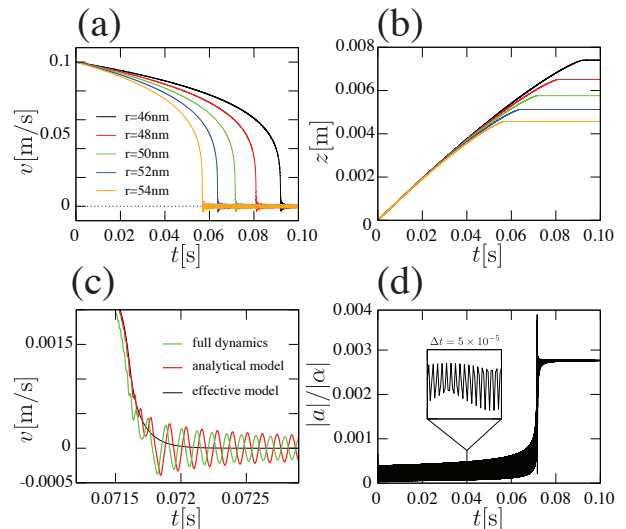 (a)
0.1
0.05
0
v[m/s]
r=46nm
r=48nm
r=50nm
r=52nm
r=54nm
0 0.02 0.04 0.06 0.08 0.10
t[s]
(b)
0.008
0.006
0.004
0.002
0
z[m]
0 0.02 0.04 0.06 0.08 0.10
t[s]
(c)
0.0015
0
-0.0005
v[m/s]
full dynamics
analytical model
effective model
0.0715 0.072 0.0725
t[s]
(d)
0.004
0.003
0.002
0.001
0
|a|/|α|
Δt = 5 × 10⁻⁵
0 0.02 0.04 0.06 0.08 0.10
t[s]